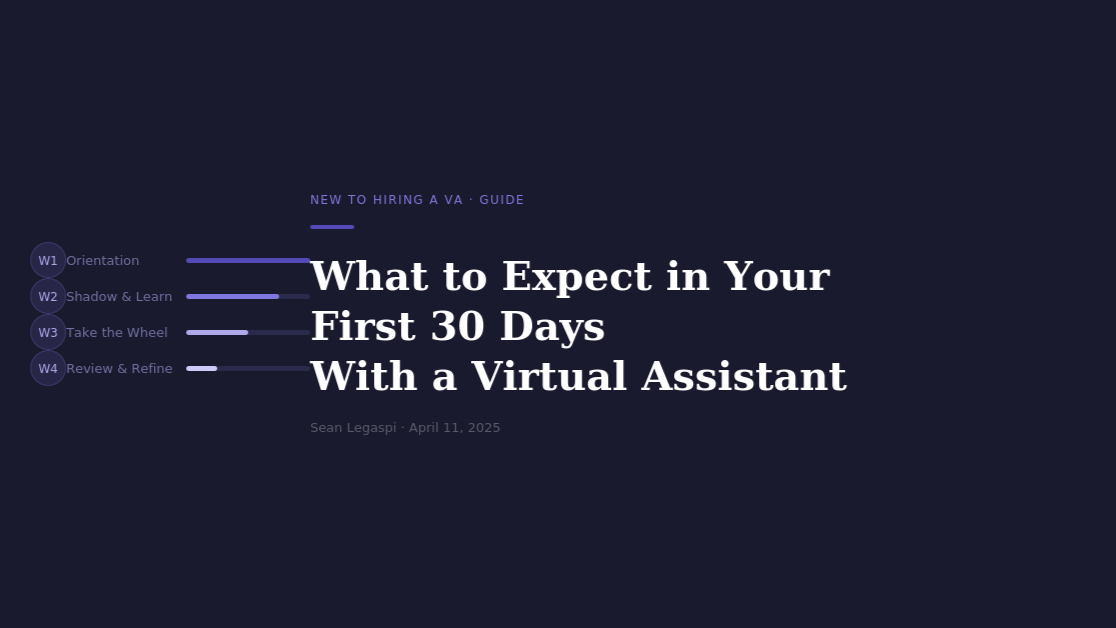 NEW TO HIRING A VA · GUIDE
W1 Orientation
W2 Shadow & Learn
W3 Take the Wheel
W4 Review & Refine
What to Expect in Your
First 30 Days
With a Virtual Assistant
Sean Legaspi · April 11, 2025